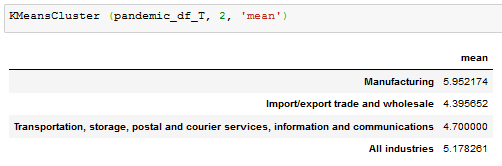 KMeansCluster (pandemic_df_T, 2, 'mean')
mean
Manufacturing 5.952174
Import/export trade and wholesale 4.395652
Transportation, storage, postal and courier services, information and communications 4.700000
All industries 5.178261